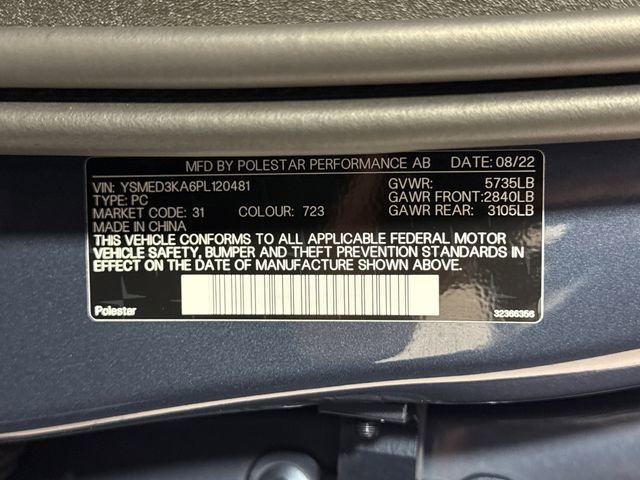 MFD BY POLESTAR PERFORMANCE AB DATE: 08/22
VIN: YSMED3KA6PL120481 GVWR: 5735LB
TYPE: PC GAWR FRONT:2840LB
MARKET CODE: 31 COLOUR: 723 GAWR REAR: 3105LB
MADE IN CHINA
THIS VEHICLE CONFORMS TO ALL APPLICABLE FEDERAL MOTOR
VEHICLE SAFETY, BUMPER AND THEFT PREVENTION STANDARDS IN
EFFECT ON THE DATE OF MANUFACTURE SHOWN ABOVE.
Polestar 32366356